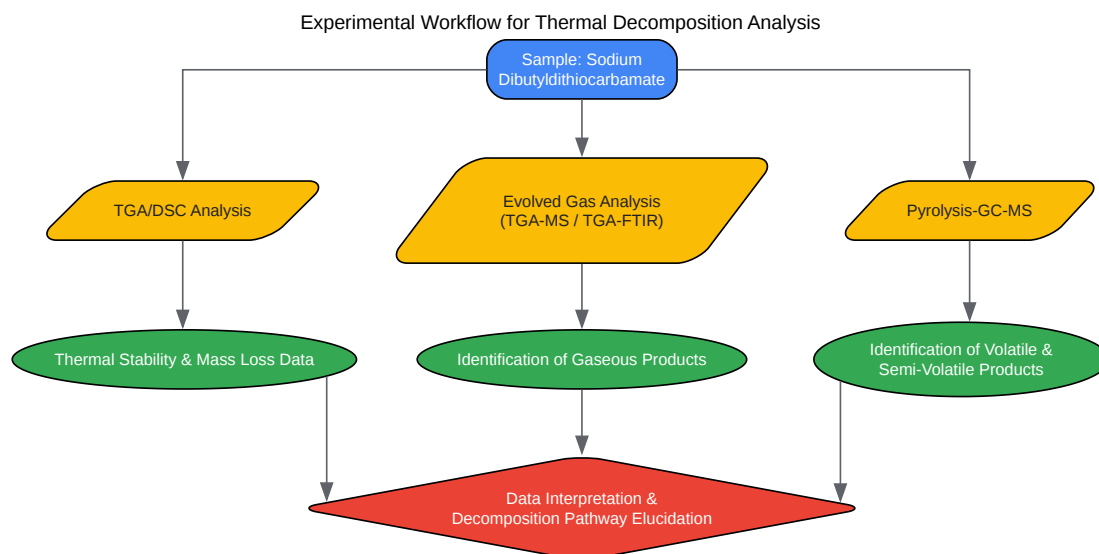 Experimental Workflow for Thermal Decomposition Analysis
Sample: Sodium
Dibutyldithiocarbamate
TGA/DSC Analysis
Evolved Gas Analysis
(TGA-MS / TGA-FTIR)
Pyrolysis-GC-MS
Thermal Stability & Mass Loss Data
Identification of Gaseous Products
Identification of Volatile &
Semi-Volatile Products
Data Interpretation &
Decomposition Pathway Elucidation